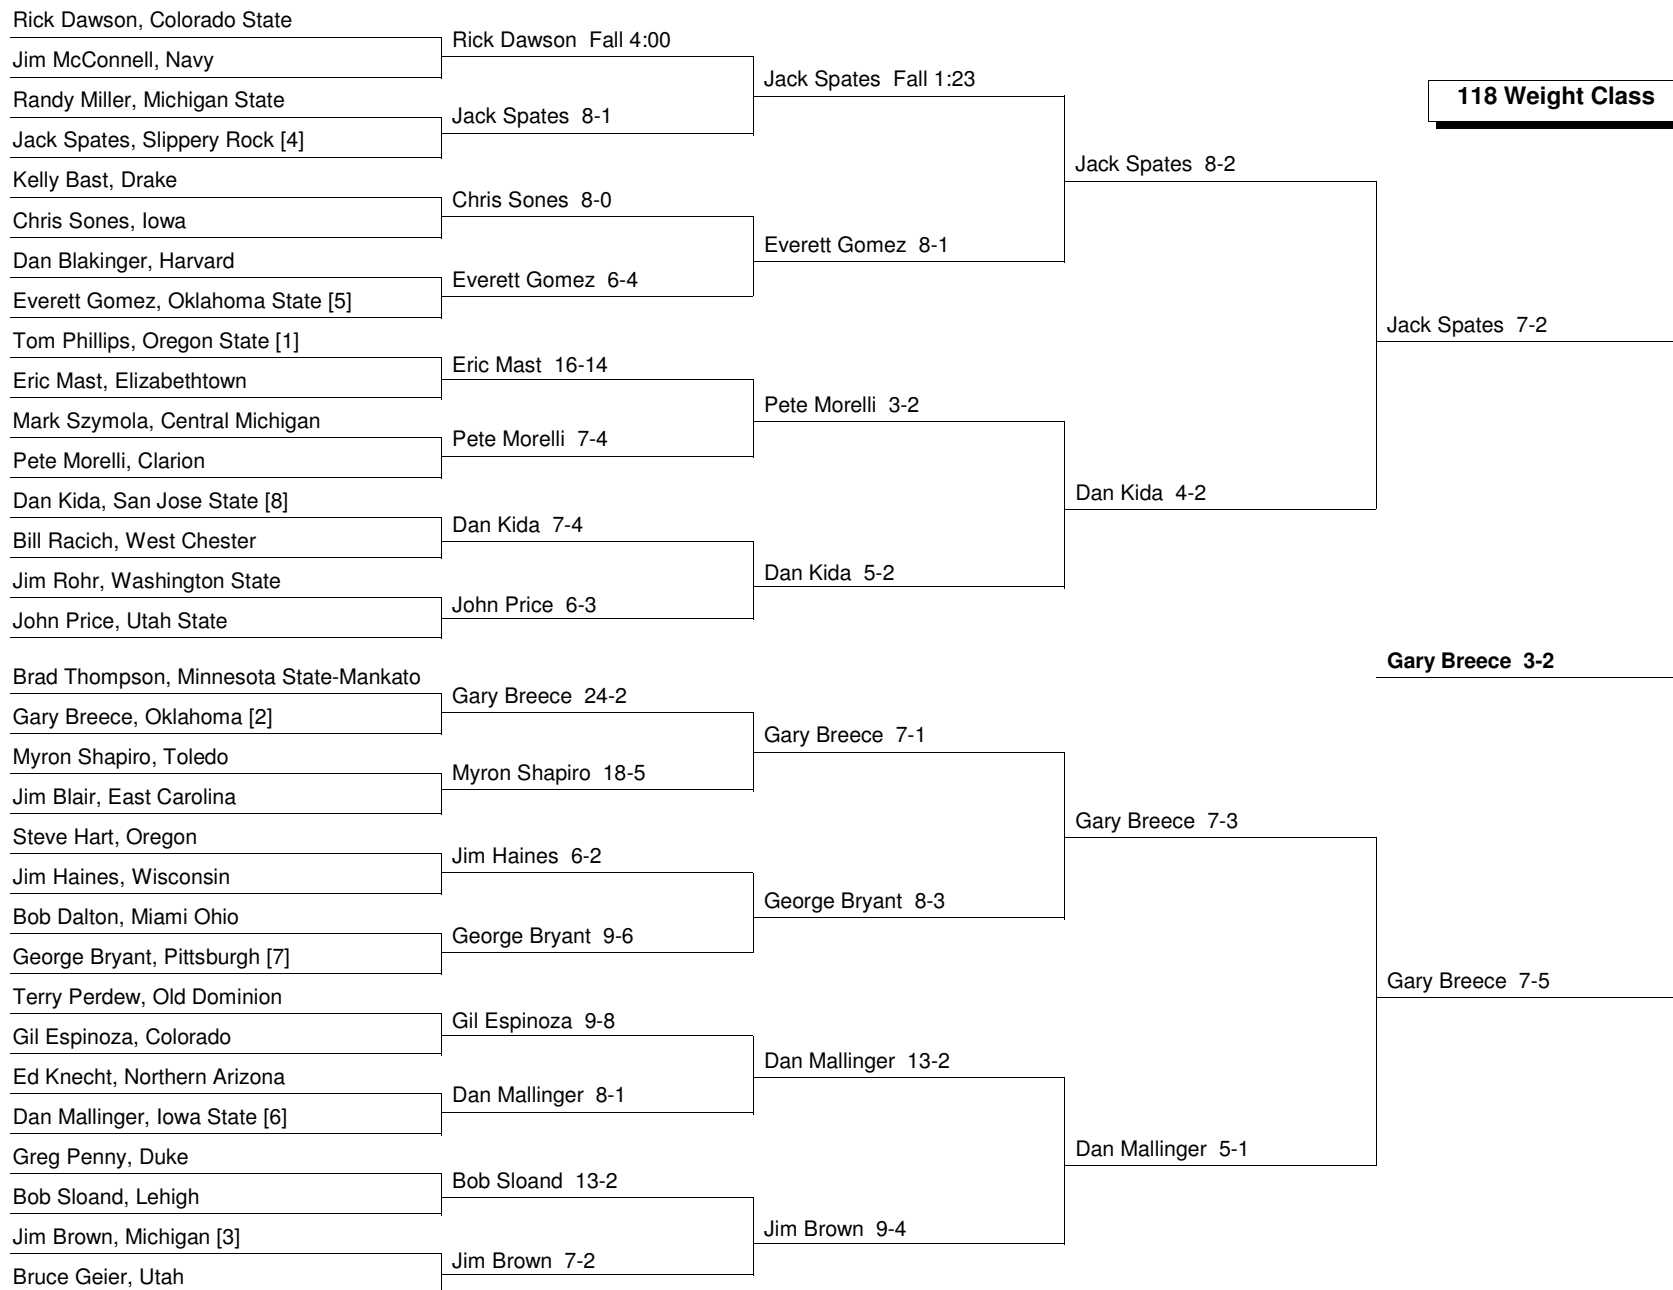 Rick Dawson, Colorado State
Jim McConnell, Navy
Randy Miller, Michigan State
Jack Spates, Slippery Rock [4]
Kelly Bast, Drake
Chris Sones, Iowa
Dan Blakinger, Harvard
Everett Gomez, Oklahoma State [5]
Tom Phillips, Oregon State [1]
Eric Mast, Elizabethtown
Mark Szymola, Central Michigan
Pete Morelli, Clarion
Dan Kida, San Jose State [8]
Bill Racich, West Chester
Jim Rohr, Washington State
John Price, Utah State
Brad Thompson, Minnesota State-Mankato
Gary Breece, Oklahoma [2]
Myron Shapiro, Toledo
Jim Blair, East Carolina
Steve Hart, Oregon
Jim Haines, Wisconsin
Bob Dalton, Miami Ohio
George Bryant, Pittsburgh [7]
Terry Perdew, Old Dominion
Gil Espinoza, Colorado
Ed Knecht, Northern Arizona
Dan Mallinger, Iowa State [6]
Greg Penny, Duke
Bob Sloand, Lehigh
Jim Brown, Michigan [3]
Bruce Geier, Utah
Rick Dawson Fall 4:00
Jack Spates 8-1
Chris Sones 8-0
Everett Gomez 6-4
Eric Mast 16-14
Pete Morelli 7-4
Dan Kida 7-4
John Price 6-3
Gary Breece 24-2
Myron Shapiro 18-5
Jim Haines 6-2
George Bryant 9-6
Gil Espinoza 9-8
Dan Mallinger 8-1
Bob Sloand 13-2
Jim Brown 7-2
Jack Spates Fall 1:23
Everett Gomez 8-1
Pete Morelli 3-2
Dan Kida 5-2
Gary Breece 7-1
George Bryant 8-3
Dan Mallinger 13-2
Jim Brown 9-4
Jack Spates 8-2
Dan Kida 4-2
Gary Breece 7-3
Dan Mallinger 5-1
118 Weight Class
Jack Spates 7-2
Gary Breece 3-2
Gary Breece 7-5